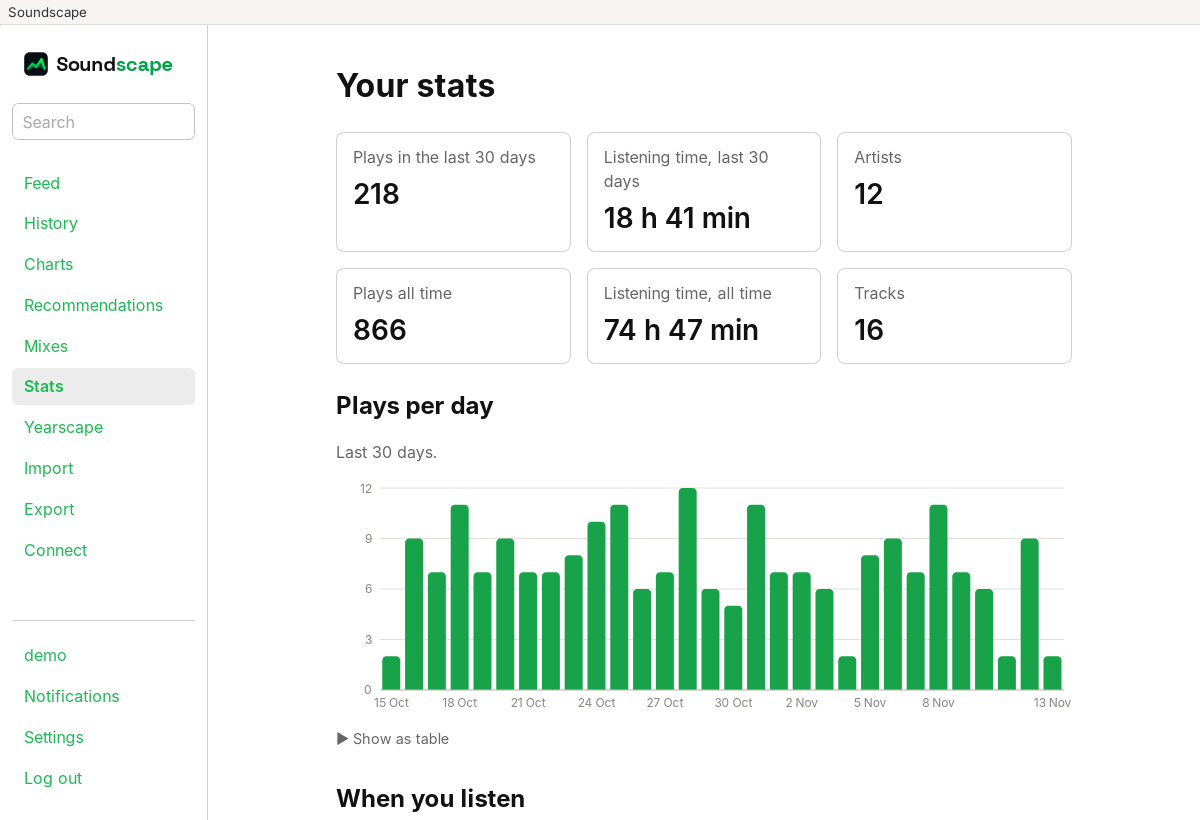 Soundscape
Soundscape
Search
Feed
History
Charts
Recommendations
Mixes
Stats
Yearscape
Import
Export
Connect
demo
Notifications
Settings
Log out
Your stats
Plays in the last 30 days
218
Listening time, last 30
days
18 h 41 min
Artists
12
Plays all time
866
Listening time, all time
74 h 47 min
Tracks
16
Plays per day
Last 30 days.
12
9
6
3
0
15 Oct 18 Oct 21 Oct 24 Oct 27 Oct 30 Oct 2 Nov 5 Nov 8 Nov 13 Nov
Show as table
When you listen